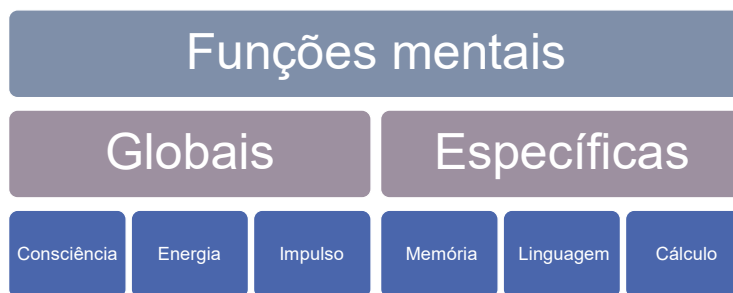 Funções mentais
Globais Específicas
Consciência Energia Impulso Memória Linguagem Cálculo